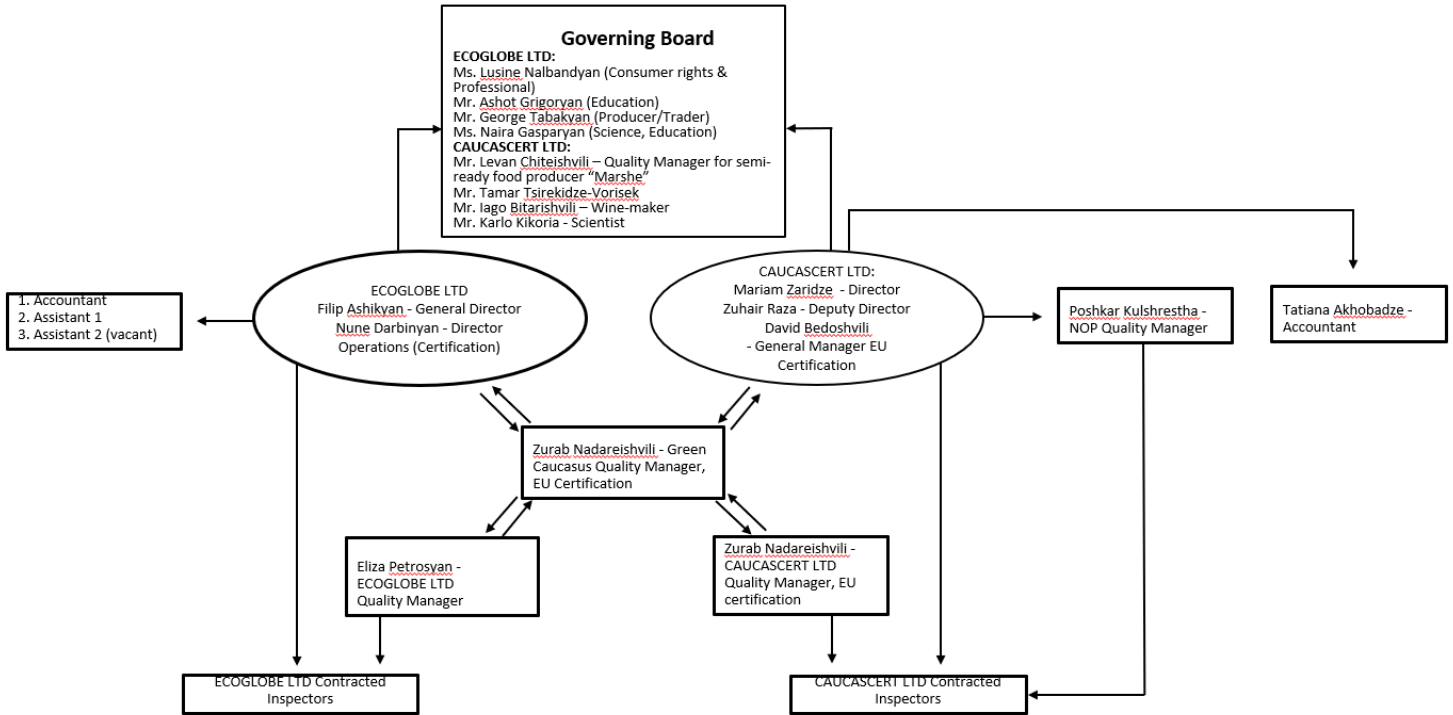 Governing Board
ECOGLOBE LTD:
Ms. Lusine Nalbandyan (Consumer rights &
Professional)
Mr. Ashot Grigoryan (Education)
Mr. George Tabakyan (Producer/Trader)
Ms. Naira Gasparyan (Science, Education)
CAUCASCERT LTD:
Mr. Levan Chiteishvili – Quality Manager for semi-
ready food producer “Marshe”
Mr. Tamar Tsirekidze-Vorisek
Mr. Iago Bitarishvili – Wine-maker
Mr. Karlo Kikoria - Scientist
1. Accountant
2. Assistant 1
3. Assistant 2 (vacant)
ECOGLOBE LTD
Filip Ashikyan - General Director
Nune Darbinyan - Director
Operations (Certification)
CAUCASCERT LTD:
Mariam Zaridze - Director
Zuhair Raza - Deputy Director
David Bedoshvili
- General Manager EU
Certification
Poshkar Kulshrestha -
NOP Quality Manager
Tatiana Akhobadze -
Accountant
Zurab Nadareishvili - Green
Caucasus Quality Manager,
EU Certification
Eliza Petrosyan -
ECOGLOBE LTD
Quality Manager
Zurab Nadareishvili -
CAUCASCERT LTD
Quality Manager, EU
certification
ECOGLOBE LTD Contracted
Inspectors
CAUCASCERT LTD Contracted
Inspectors